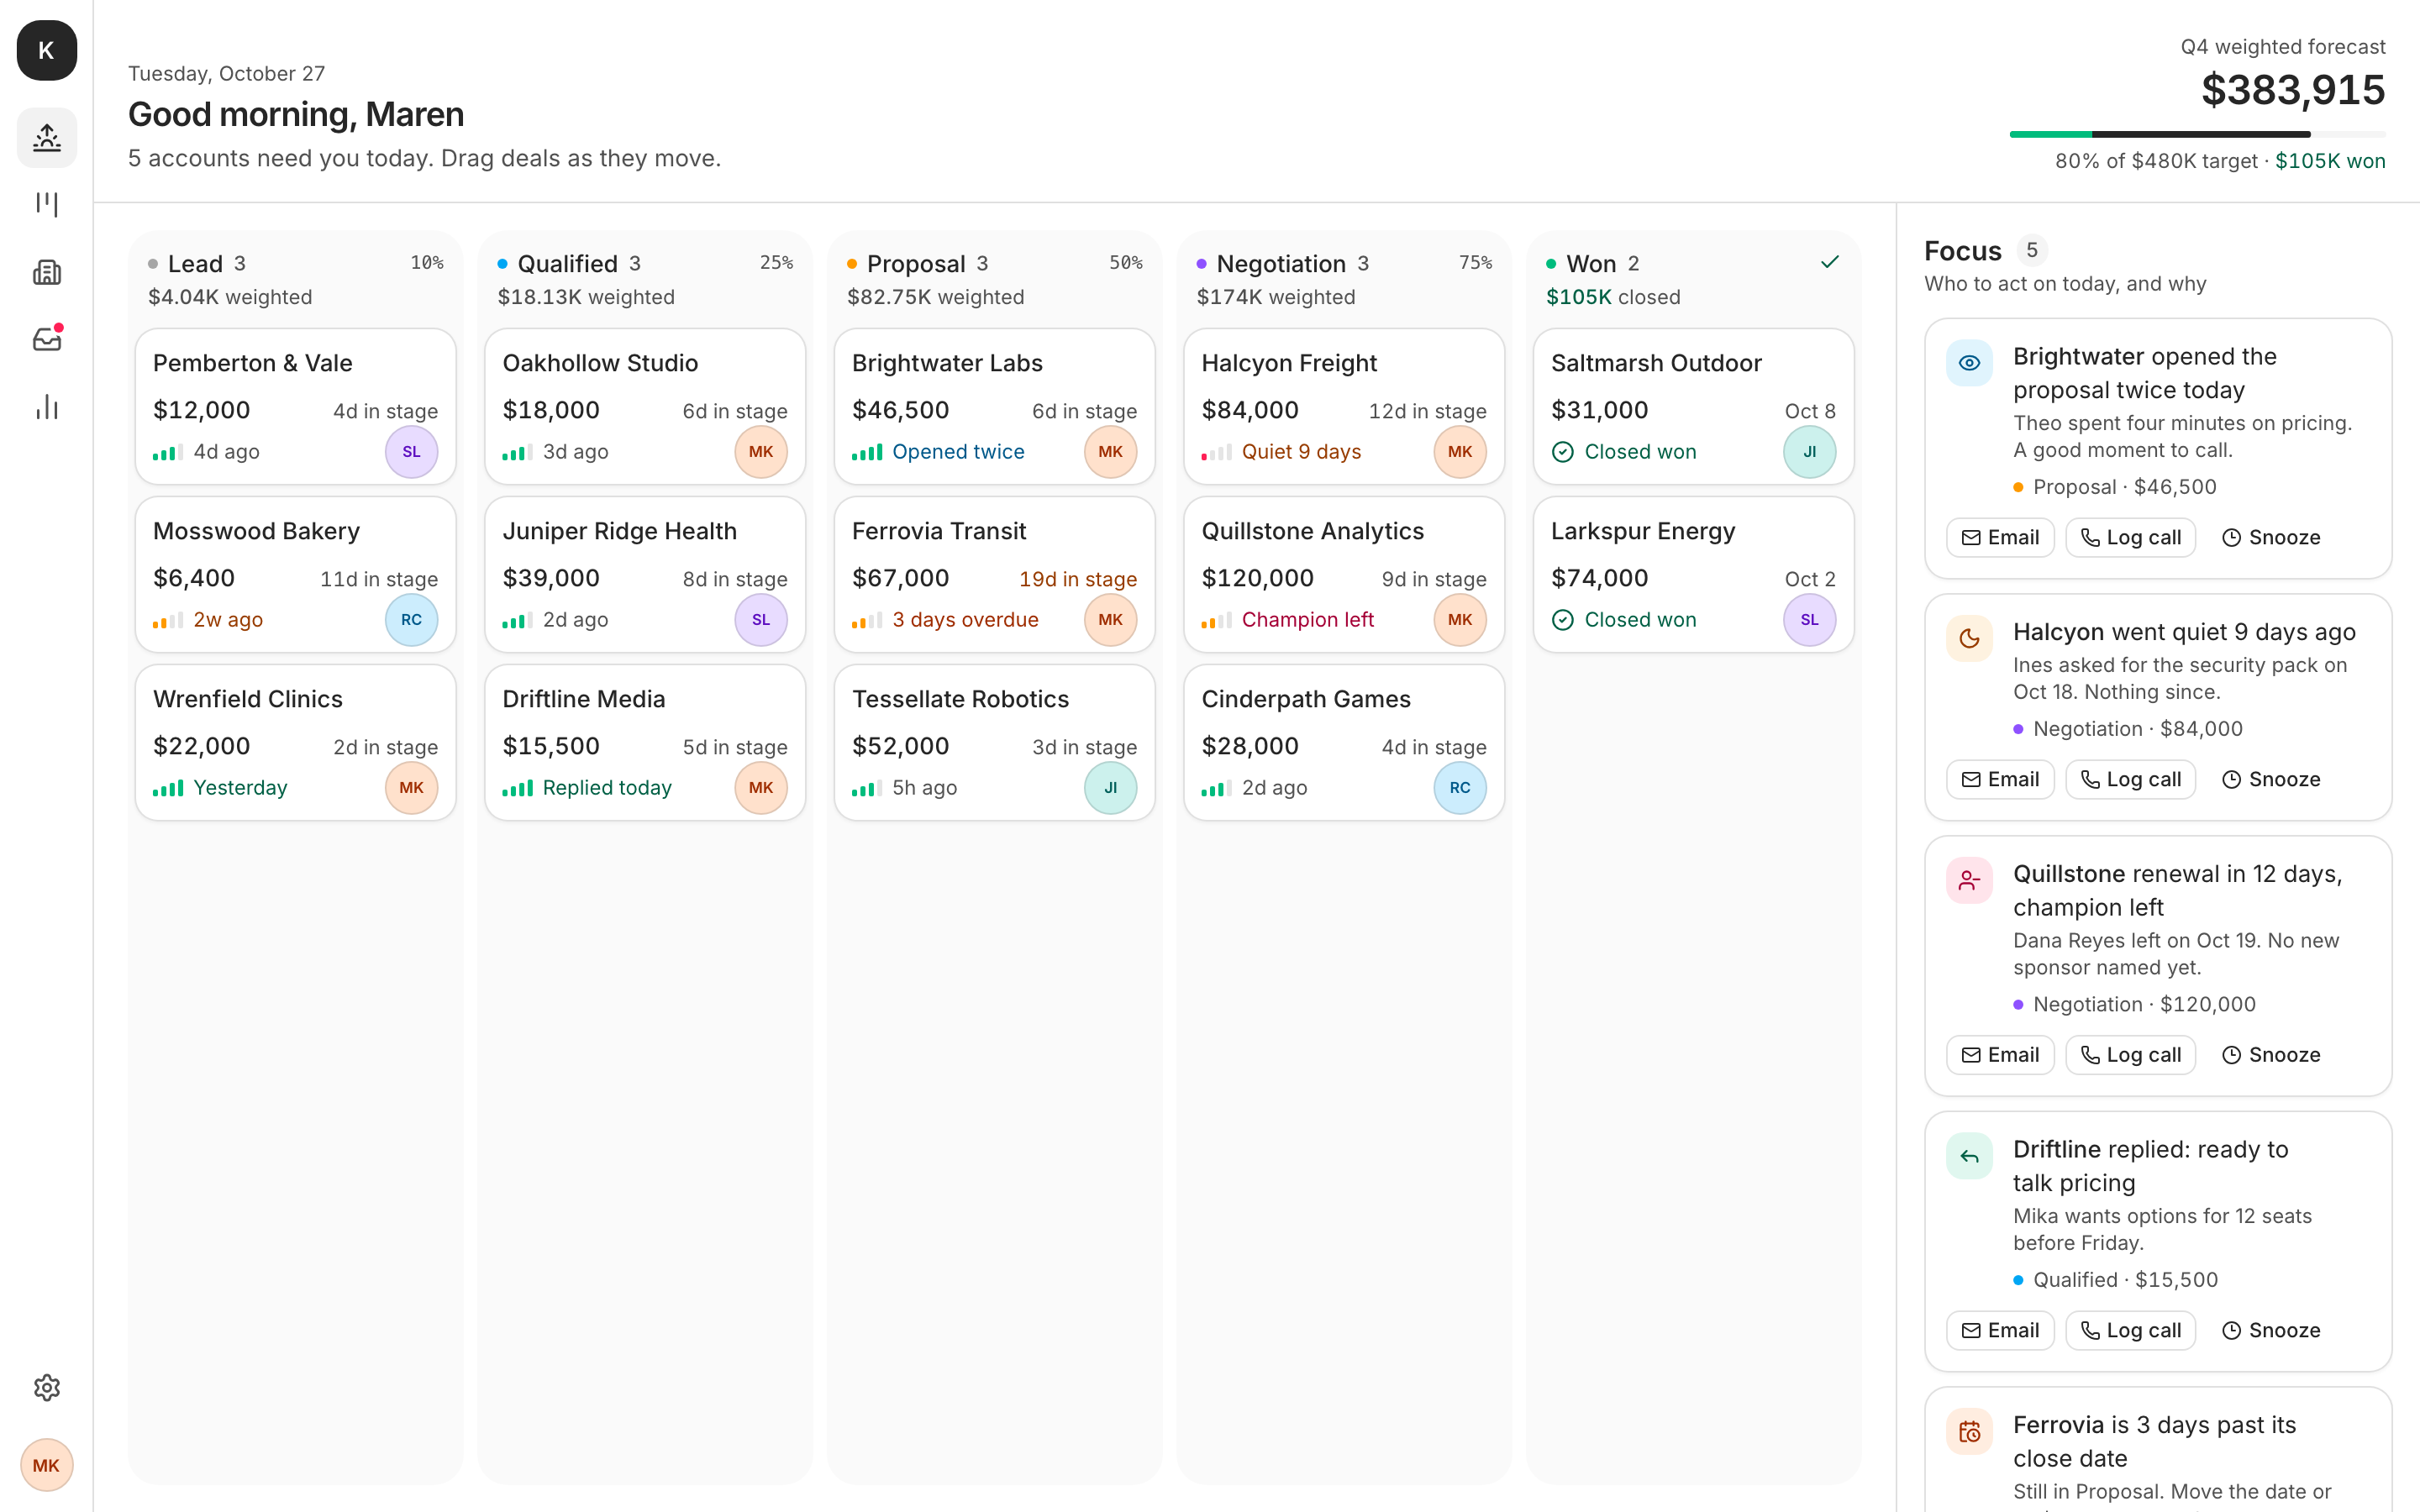 K
Tuesday, October 27
Good morning, Maren
5 accounts need you today. Drag deals as they move.
Q4 weighted forecast
$383,915
80% of $480K target · $105K won
Lead 3 10%
$4.04K weighted
Pemberton & Vale
$12,000 4d in stage
4d ago SL
Mosswood Bakery
$6,400 11d in stage
2w ago RC
Wrenfield Clinics
$22,000 2d in stage
Yesterday MK
Qualified 3 25%
$18.13K weighted
Oakhollow Studio
$18,000 6d in stage
3d ago MK
Juniper Ridge Health
$39,000 8d in stage
2d ago SL
Driftline Media
$15,500 5d in stage
Replied today MK
Proposal 3 50%
$82.75K weighted
Brightwater Labs
$46,500 6d in stage
Opened twice MK
Ferrovia Transit
$67,000 19d in stage
3 days overdue MK
Tessellate Robotics
$52,000 3d in stage
5h ago JI
Negotiation 3 75%
$174K weighted
Halcyon Freight
$84,000 12d in stage
Quiet 9 days MK
Quillstone Analytics
$120,000 9d in stage
Champion left MK
Cinderpath Games
$28,000 4d in stage
2d ago RC
Won 2
$105K closed
Saltmarsh Outdoor
$31,000 Oct 8
Closed won JI
Larkspur Energy
$74,000 Oct 2
Closed won SL
Focus 5
Who to act on today, and why
Brightwater opened the
proposal twice today
Theo spent four minutes on pricing.
A good moment to call.
Proposal · $46,500
Email Log call Snooze
Halcyon went quiet 9 days ago
Ines asked for the security pack on
Oct 18. Nothing since.
Negotiation · $84,000
Email Log call Snooze
Quillstone renewal in 12 days,
champion left
Dana Reyes left on Oct 19. No new
sponsor named yet.
Negotiation · $120,000
Email Log call Snooze
Driftline replied: ready to
talk pricing
Mika wants options for 12 seats
before Friday.
Qualified · $15,500
Email Log call Snooze
Ferrovia is 3 days past its
close date
Still in Proposal. Move the date or
MK